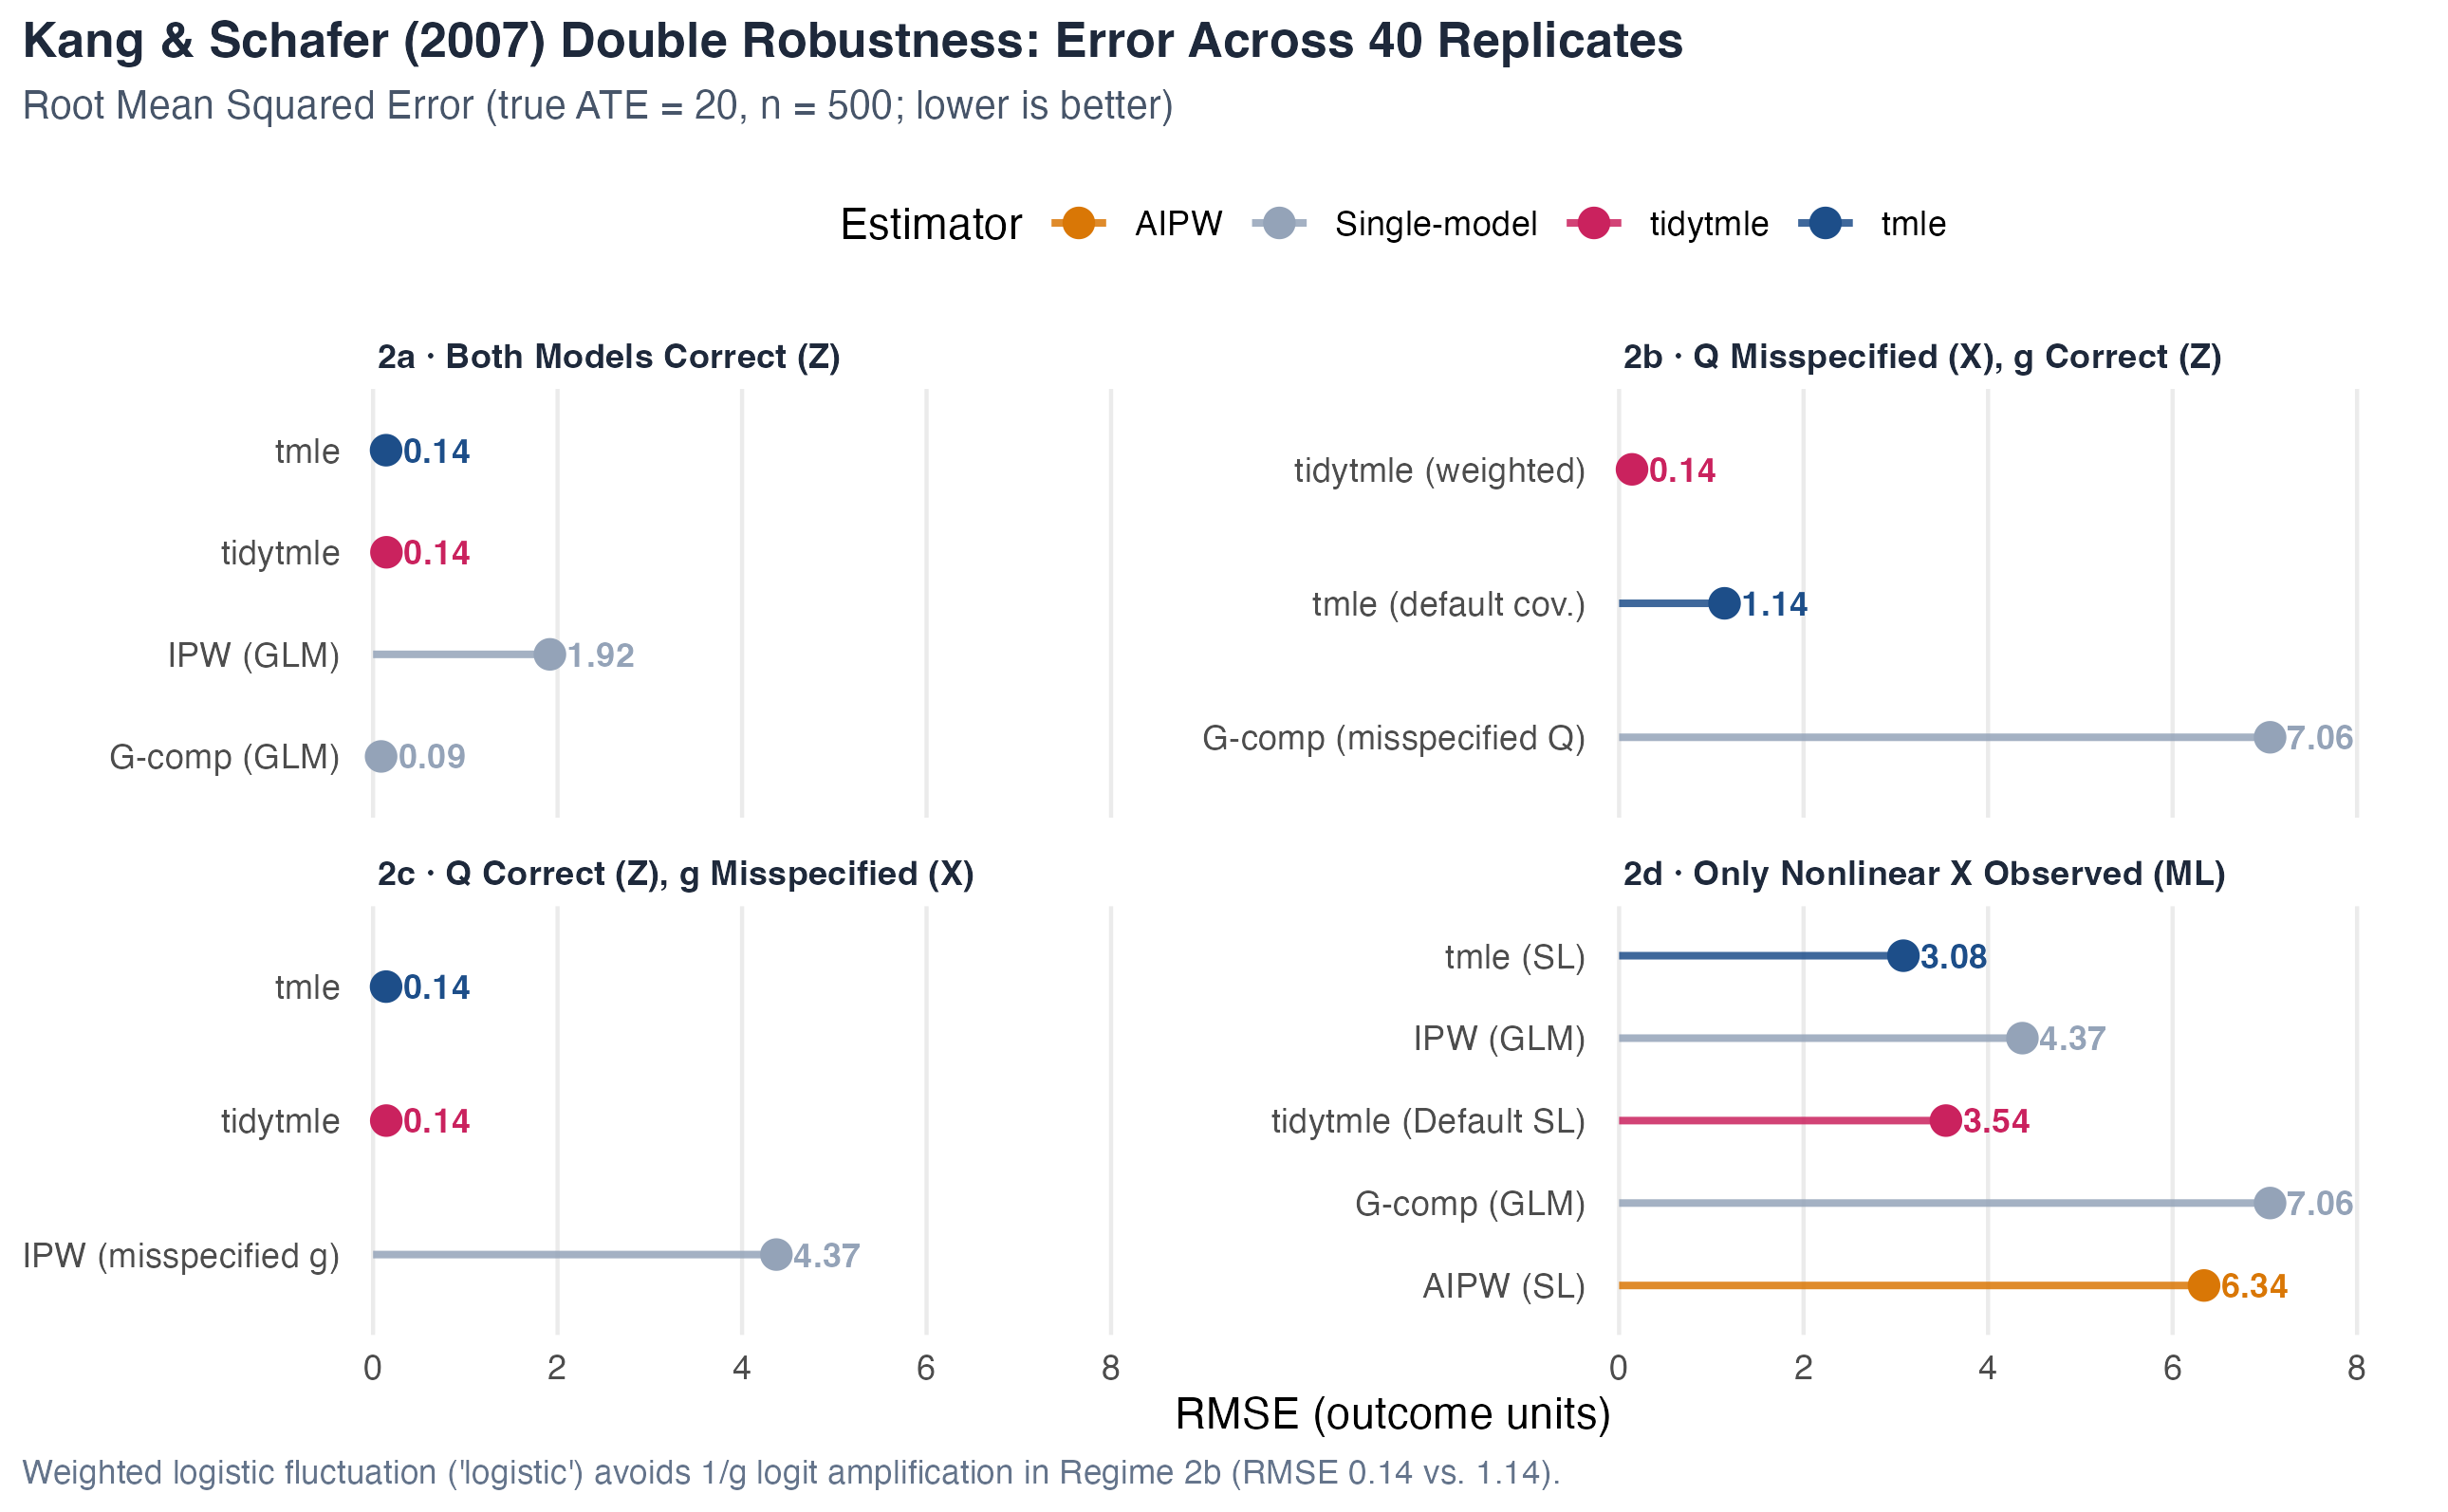 Kang & Schafer (2007) Double Robustness: Error Across 40 Replicates
Root Mean Squared Error (true ATE = 20, n = 500; lower is better)
Estimator AIPW Single-model tidytmle tmle
2a · Both Models Correct (Z)
tmle 0.14
tidytmle 0.14
IPW (GLM) 1.92
G-comp (GLM) 0.09
2b · Q Misspecified (X), g Correct (Z)
tidytmle (weighted) 0.14
tmle (default cov.) 1.14
G-comp (misspecified Q) 7.06
2c · Q Correct (Z), g Misspecified (X)
tmle 0.14
tidytmle 0.14
IPW (misspecified g) 4.37
0 2 4 6 8
2d · Only Nonlinear X Observed (ML)
tmle (SL) 3.08
IPW (GLM) 4.37
tidytmle (Default SL) 3.54
G-comp (GLM) 7.06
AIPW (SL) 6.34
0 2 4 6 8
RMSE (outcome units)
Weighted logistic fluctuation ('logistic') avoids 1/g logit amplification in Regime 2b (RMSE 0.14 vs. 1.14).